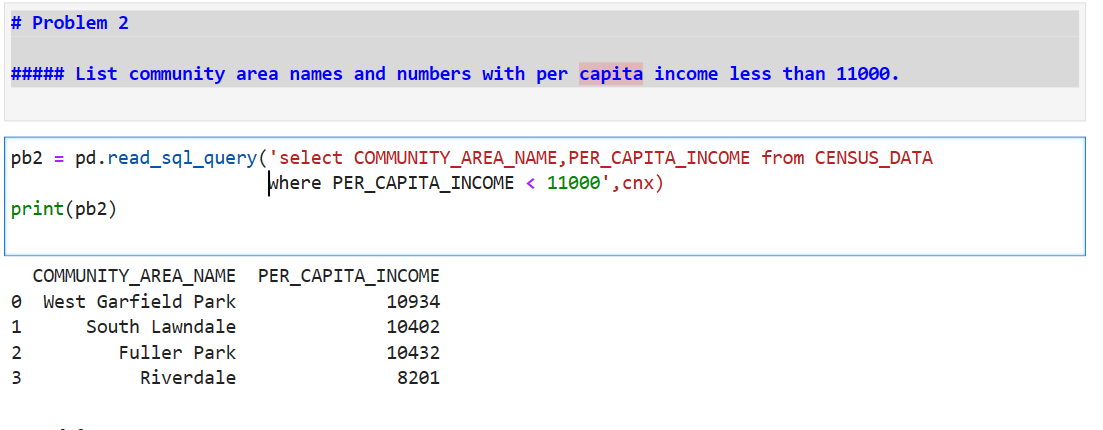 # Problem 2
##### List community area names and numbers with per capita income less than 11000.
pb2 = pd.read_sql_query('select COMMUNITY_AREA_NAME,PER_CAPITA_INCOME from CENSUS_DATA
where PER_CAPITA_INCOME < 11000',cnx)
print(pb2)
COMMUNITY_AREA_NAME PER_CAPITA_INCOME
0 West Garfield Park 10934
1 South Lawndale 10402
2 Fuller Park 10432
3 Riverdale 8201